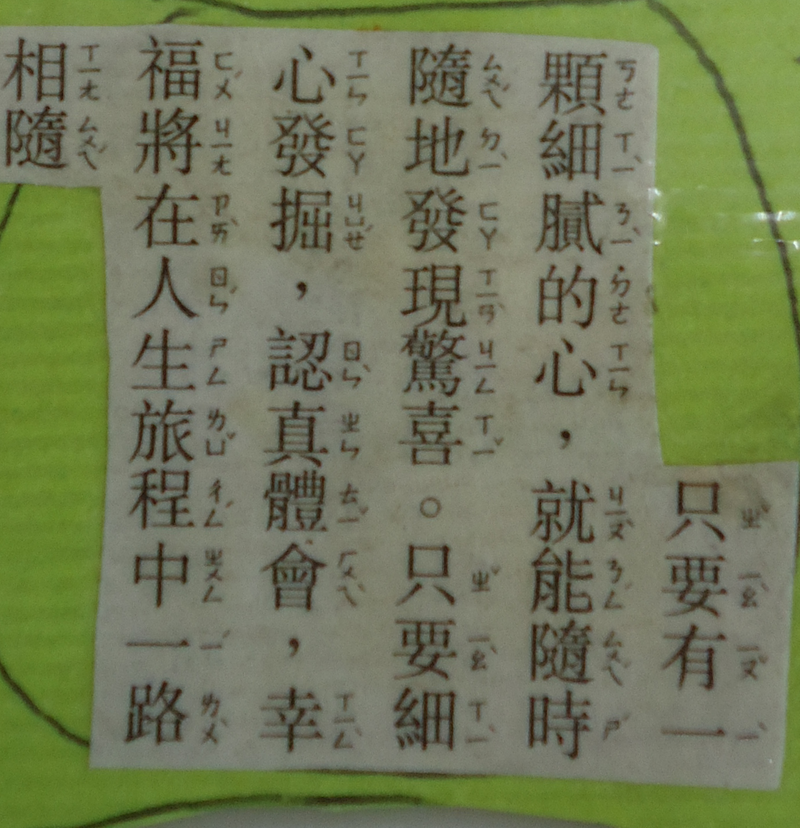 只要有一
顆細膩的心，就能隨時
隨地發現驚喜。只要細
心發掘，認真體會，幸
福將在人生旅程中一路
相隨